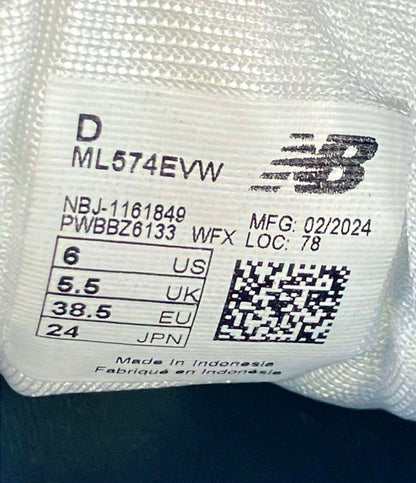 D
ML574EVW
NB
NBJ-1161849
PWBBZ6133 WFX
MFG: 02/2024
LOC: 78
6 US
5.5 UK
38.5 EU
24 JPN
Made in Indonesia
Fabriqué en Indonésie